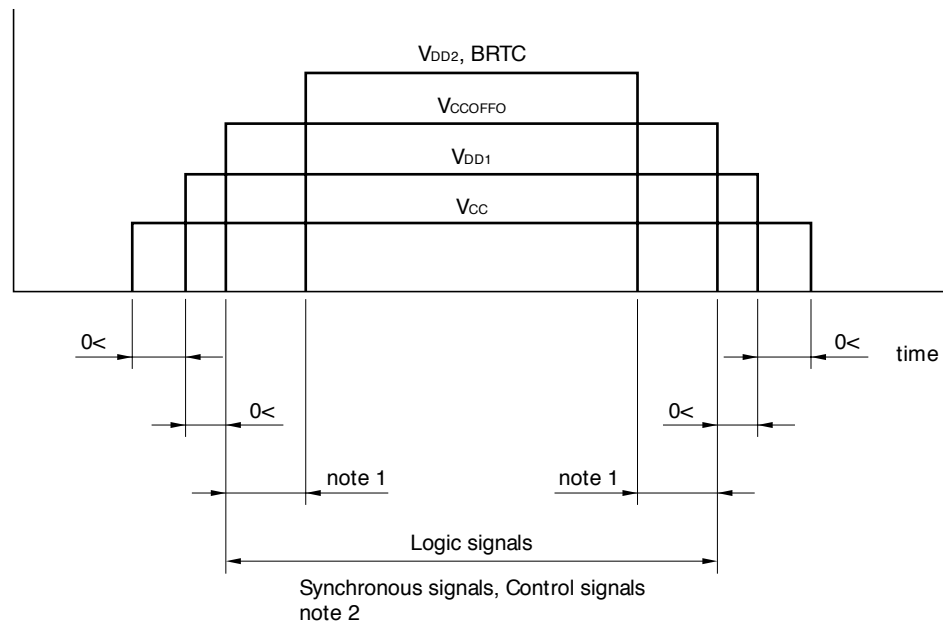 VDD2, BRTC
VCCOFFO
VDD1
VCC
0<
0<
time
0<
0<
note 1
note 1
Logic signals
Synchronous signals, Control signals
note 2